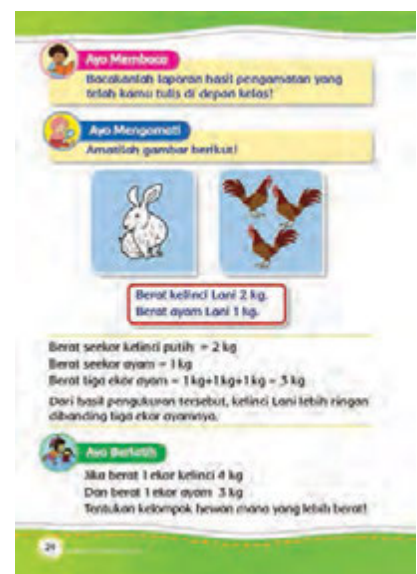 Ayo Membaca
Bacakanlah laporan hasil pengamatan yang
telah kamu tulis di depan kelas!
Ayo Mengamati
Amatilah gambar berikut!
Berat kelinci Lani 2 kg.
Berat ayam Lani 1 kg.
Berat seekor kelinci putih = 2 kg
Berat seekor ayam = 1 kg
Berat tiga ekor ayam = 1 kg+1 kg+1 kg = 3 kg
Dari hasil pengukuran tersebut, kelinci Lani lebih ringan
dibanding tiga ekor ayamnya.
Ayo Berlatih
Jika berat 1 ekor kelinci 4 kg
Dan berat 1 ekor ayam 3 kg
Tentukan kelompok hewan mana yang lebih berat!